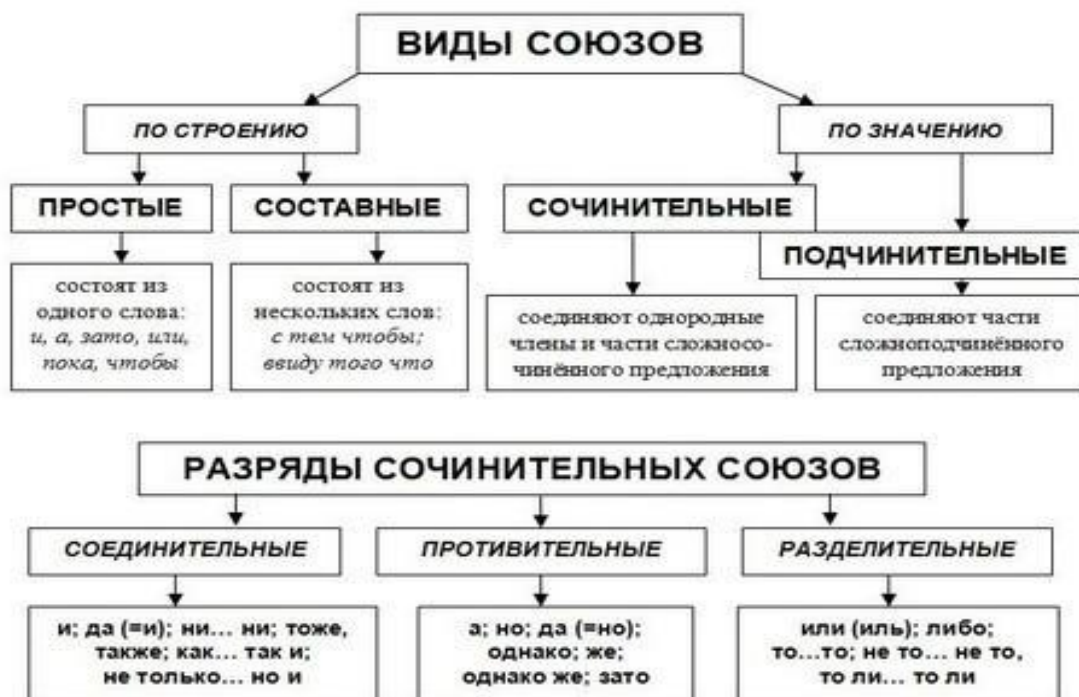 ВИДЫ СОЮЗОВ
ПО СТРОЕНИЮ
ПО ЗНАЧЕНИЮ
ПРОСТЫЕ
СОСТАВНЫЕ
СОЧИНИТЕЛЬНЫЕ
ПОДЧИНИТЕЛЬНЫЕ
состоят из
одного слова:
и, а, зато, или,
пока, чтобы
состоят из
нескольких слов:
с тем чтобы;
ввиду того что
соединяют однородные
члены и части сложносо-
чинённого предложения
соединяют части
сложноподчинённого
предложения
РАЗРЯДЫ СОЧИНИТЕЛЬНЫХ СОЮЗОВ
СОЕДИНИТЕЛЬНЫЕ
ПРОТИВИТЕЛЬНЫЕ
РАЗДЕЛИТЕЛЬНЫЕ
и; да (=и); ни... ни; тоже,
также; как... так и;
не только... но и
а; но; да (=но);
однако; же;
однако же; зато
или (иль); либо;
то...то; не то... не то,
то ли... то ли